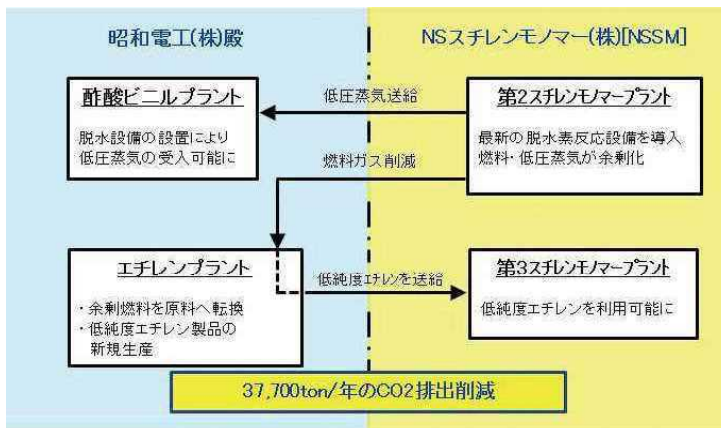 昭和電工(株)殿
NSスチレンモノマー(株)[NSSM]
酢酸ビニルプラント
脱水設備の設置により
低圧蒸気の受入可能に
低圧蒸気送給
第2スチレンモノマープラント
最新の脱水素反応設備を導入
燃料・低圧蒸気が余剰化
燃料ガス削減
エチレンプラント
・余剰燃料を原料へ転換
・低純度エチレン製品の
新規生産
低純度エチレンを送給
第3スチレンモノマープラント
低純度エチレンを利用可能に
37,700ton/年のCO2排出削減